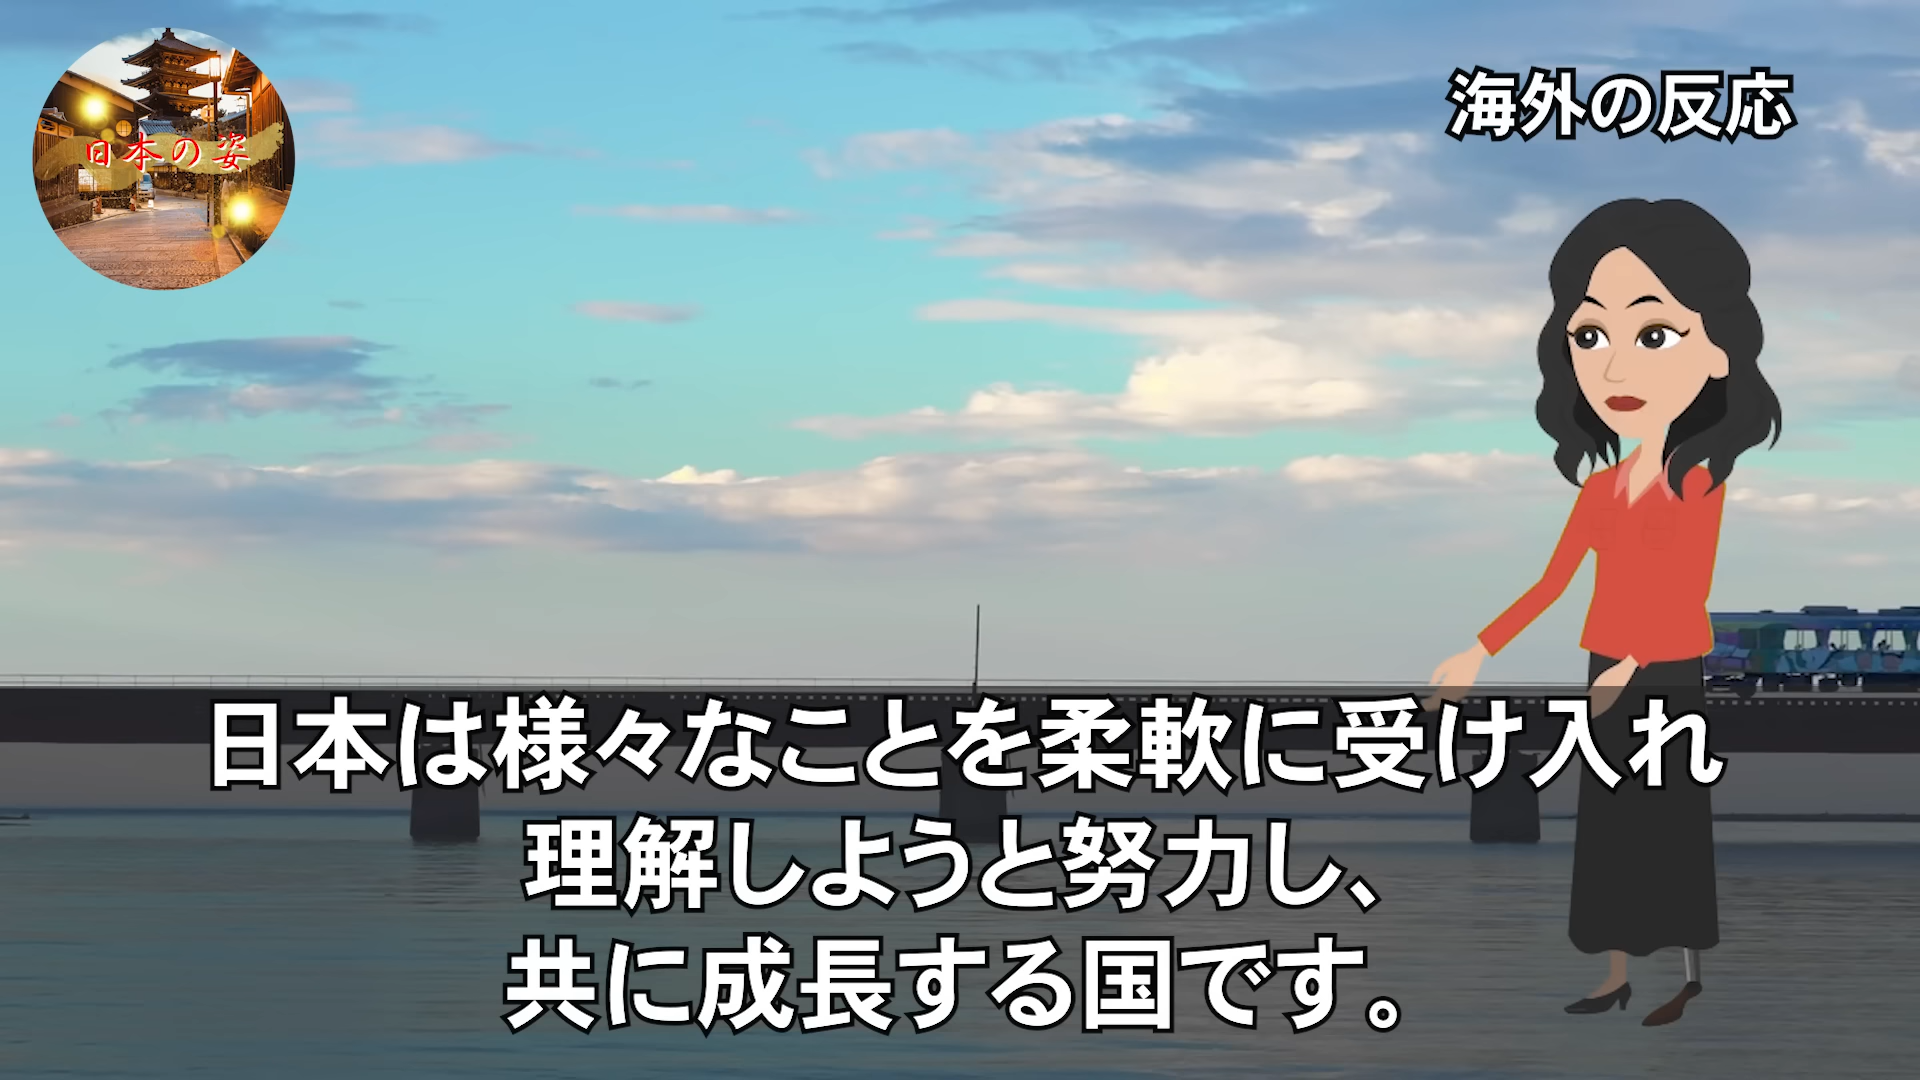 日本の姿
海外の反応
日本は様々なことを柔軟に受け入れ
理解しようと努力し、
共に成長する国です。